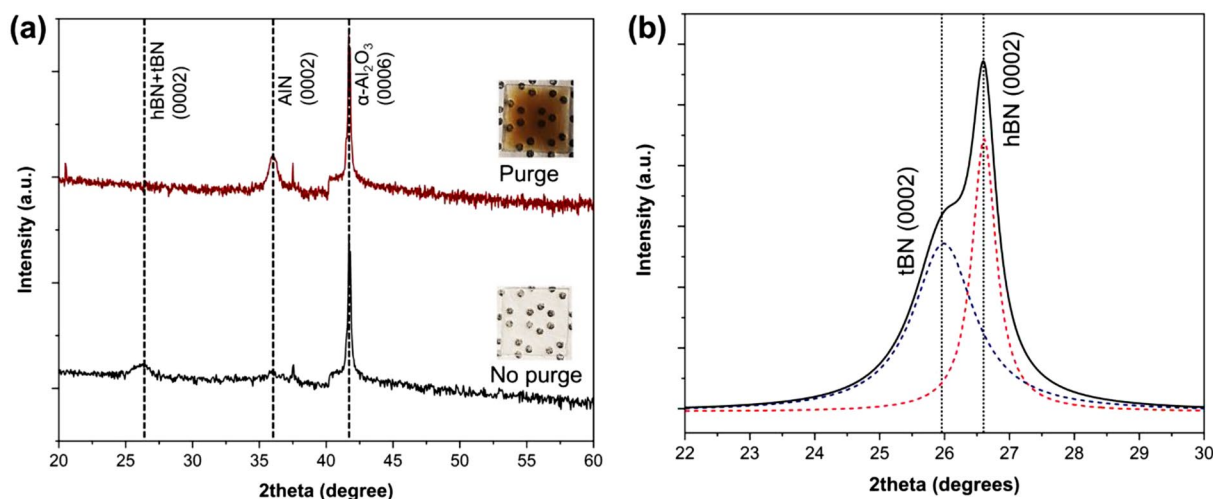 (a)
Intensity (a.u.)
hBN+tBN
(0002)
AlN
(0002)
α-Al₂O₃
(0006)
Purge
No purge
20 25 30 35 40 45 50 55 60
2theta (degree)
(b)
Intensity (a.u.)
tBN (0002)
hBN (0002)
22 23 24 25 26 27 28 29 30
2theta (degrees)